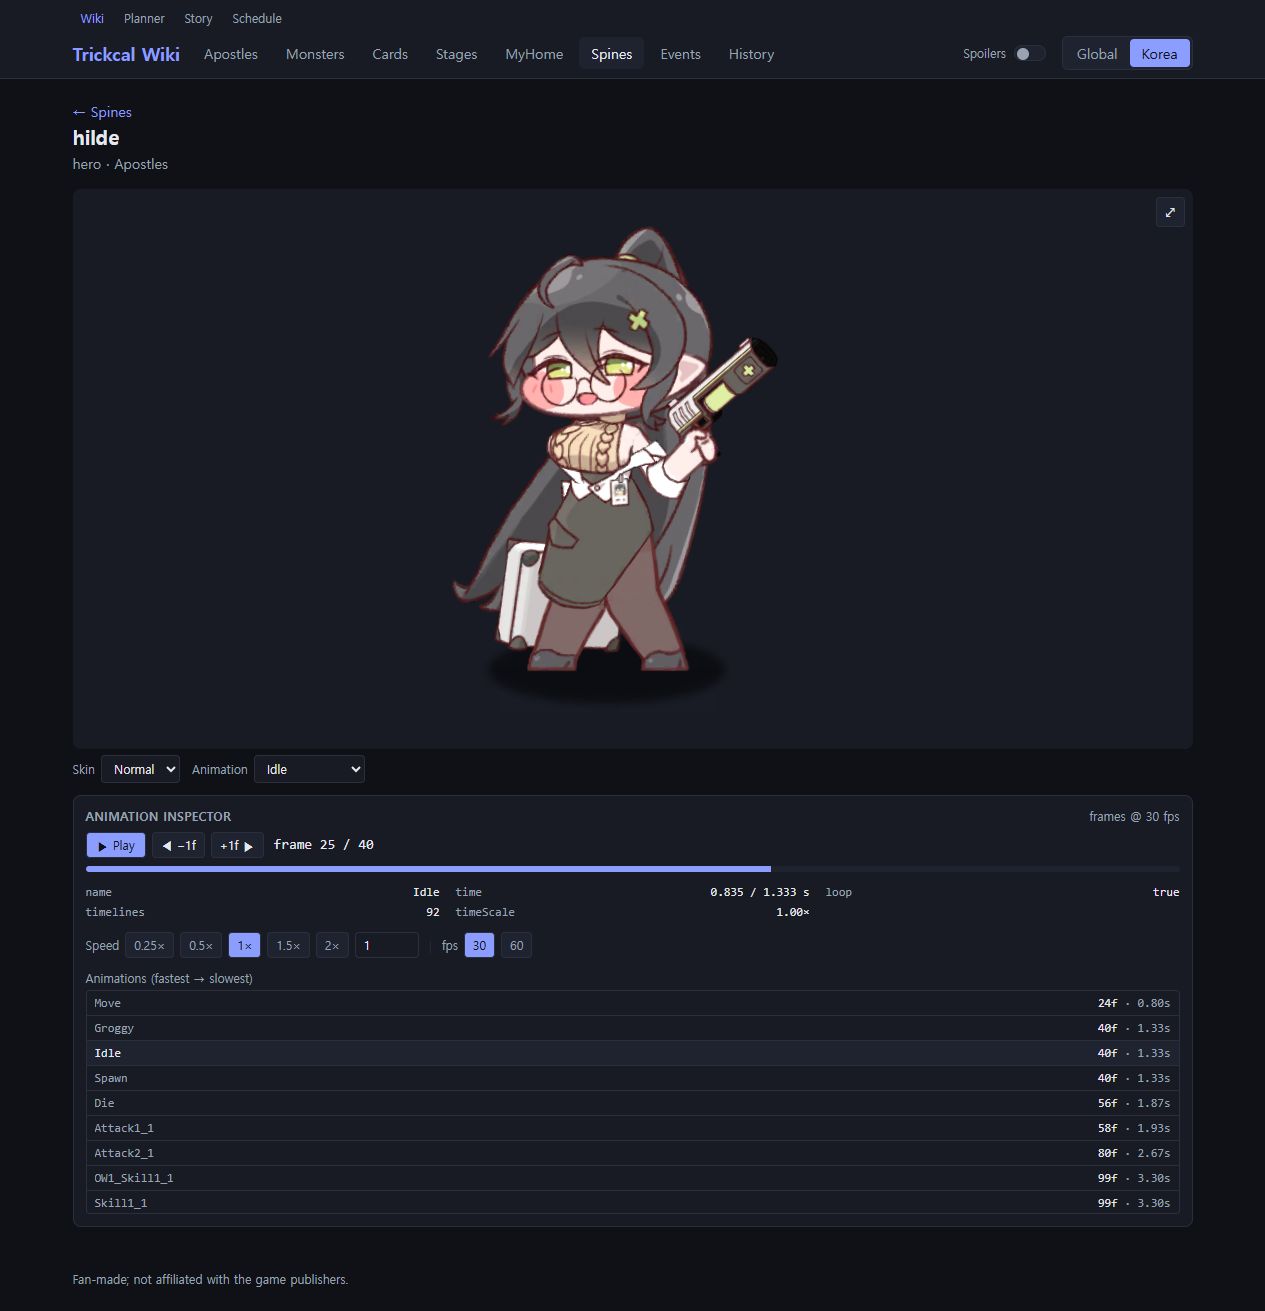 Wiki Planner Story Schedule
Trickcal Wiki Apostles Monsters Cards Stages MyHome Spines Events History Spoilers Global Korea
← Spines
hilde
hero · Apostles
⤢
Skin Normal Animation Idle
ANIMATION INSPECTOR frames @ 30 fps
▶ Play ◀ −1f +1f ▶ frame 25 / 40
name Idle time 0.835 / 1.333 s loop true
timelines 92 timeScale 1.00×
Speed 0.25× 0.5× 1× 1.5× 2× 1 fps 30 60
Animations (fastest → slowest)
Move 24f · 0.80s
Groggy 40f · 1.33s
Idle 40f · 1.33s
Spawn 40f · 1.33s
Die 56f · 1.87s
Attack1_1 58f · 1.93s
Attack2_1 80f · 2.67s
OW1_Skill1_1 99f · 3.30s
Skill1_1 99f · 3.30s
Fan-made; not affiliated with the game publishers.